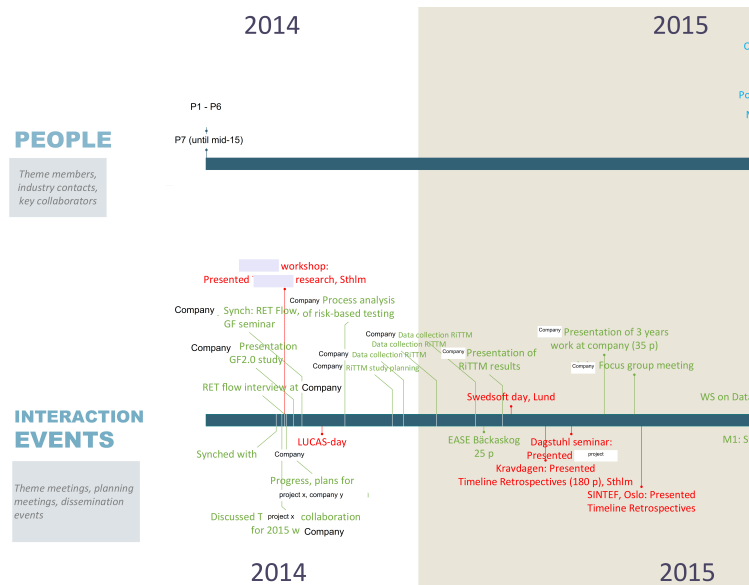 2014
2015
C
Po
M
P1 - P6
P7 (until mid-15)
PEOPLE
Theme members,
industry contacts,
key collaborators
workshop:
Presented
research, Sthlm
Company Process analysis
of risk-based testing
Company Synch: RET Flow,
GF seminar
Company Presentation
GF2.0 study
RET flow interview at Company
Company Data collection RiTTM
Data collection RiTTM
Company Data collection RiTTM
Company RiTTM study planning
Company Presentation of
RiTTM results
Company Presentation of 3 years
work at company (35 p)
Company Focus group meeting
Swedsoft day, Lund
WS on Data
INTERACTION
EVENTS
Theme meetings, planning
meetings, dissemination
events
Synched with
Company
LUCAS-day
Progress, plans for
project x, company y
Discussed T project x collaboration
for 2015 w Company
EASE Bäckaskog
25 p
Dagstuhl seminar:
Presented project
Kravdagen: Presented
Timeline Retrospectives (180 p), Sthlm
SINTEF, Oslo: Presented
Timeline Retrospectives
M1: S
2014
2015